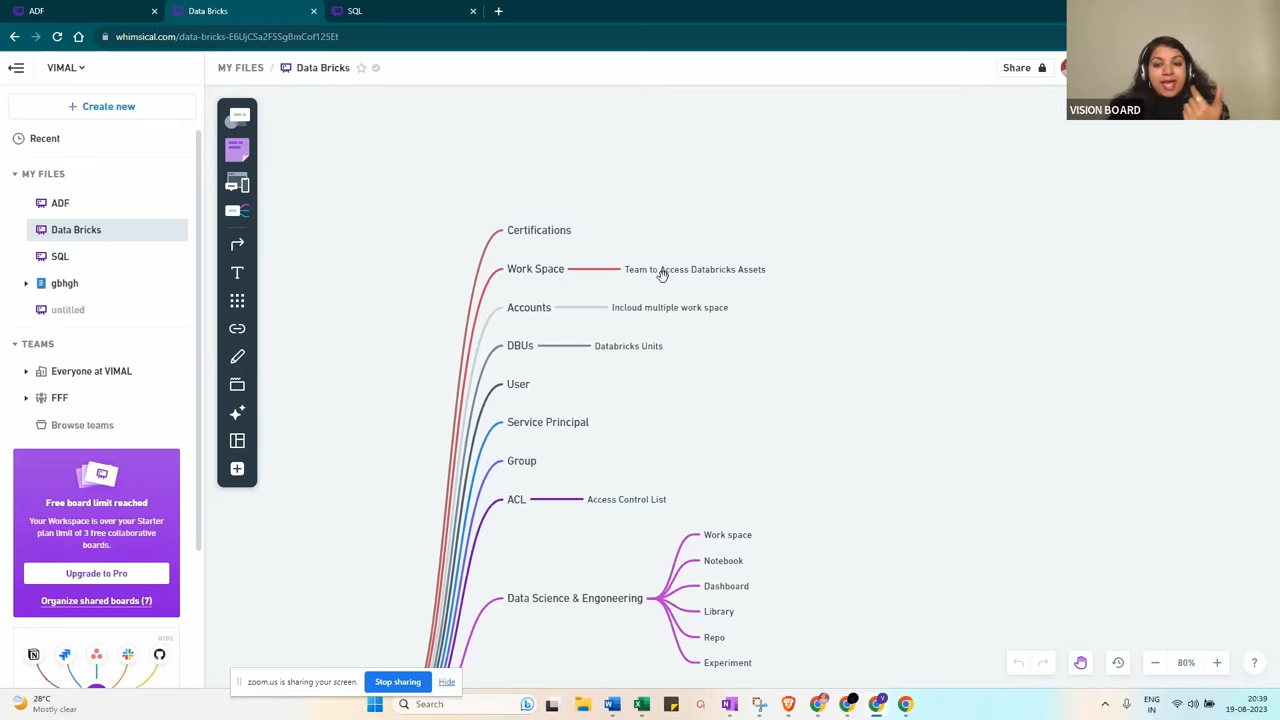 ADF
Data Bricks
SQL
whimsical.com/data-bricks-E6UjCSa2F5SgBmCof125Et
VIMAL
MY FILES / Data Bricks
Share
VISION BOARD
+ Create new
Recent
MY FILES
ADF
Data Bricks
SQL
gbhgh
untitled
TEAMS
Everyone at VIMAL
FFF
Browse teams
Free board limit reached
Your Workspace is over your Starter
plan limit of 3 free collaborative
boards.
Upgrade to Pro
Organize shared boards (7)
HIDE
Certifications
Work Space
Team to Access Databricks Assets
Accounts
Incloud multiple work space
DBUs
Databricks Units
User
Service Principal
Group
ACL
Access Control List
Data Science & Engoneering
Work space
Notebook
Dashboard
Library
Repo
Experiment
80%
zoom.us is sharing your screen.
Stop sharing
Hide
28°C
Mostly clear
Search
ENG
IN
20:39
19-08-2023